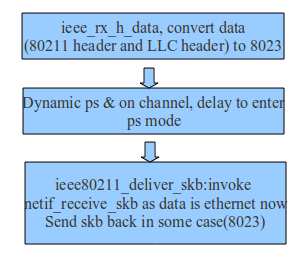 ieee_rx_h_data, convert data
(80211 header and LLC header) to 8023
Dynamic ps & on channel, delay to enter
ps mode
ieee80211_deliver_skb:invoke
netif_receive_skb as data is ethernet now
Send skb back in some case(8023)